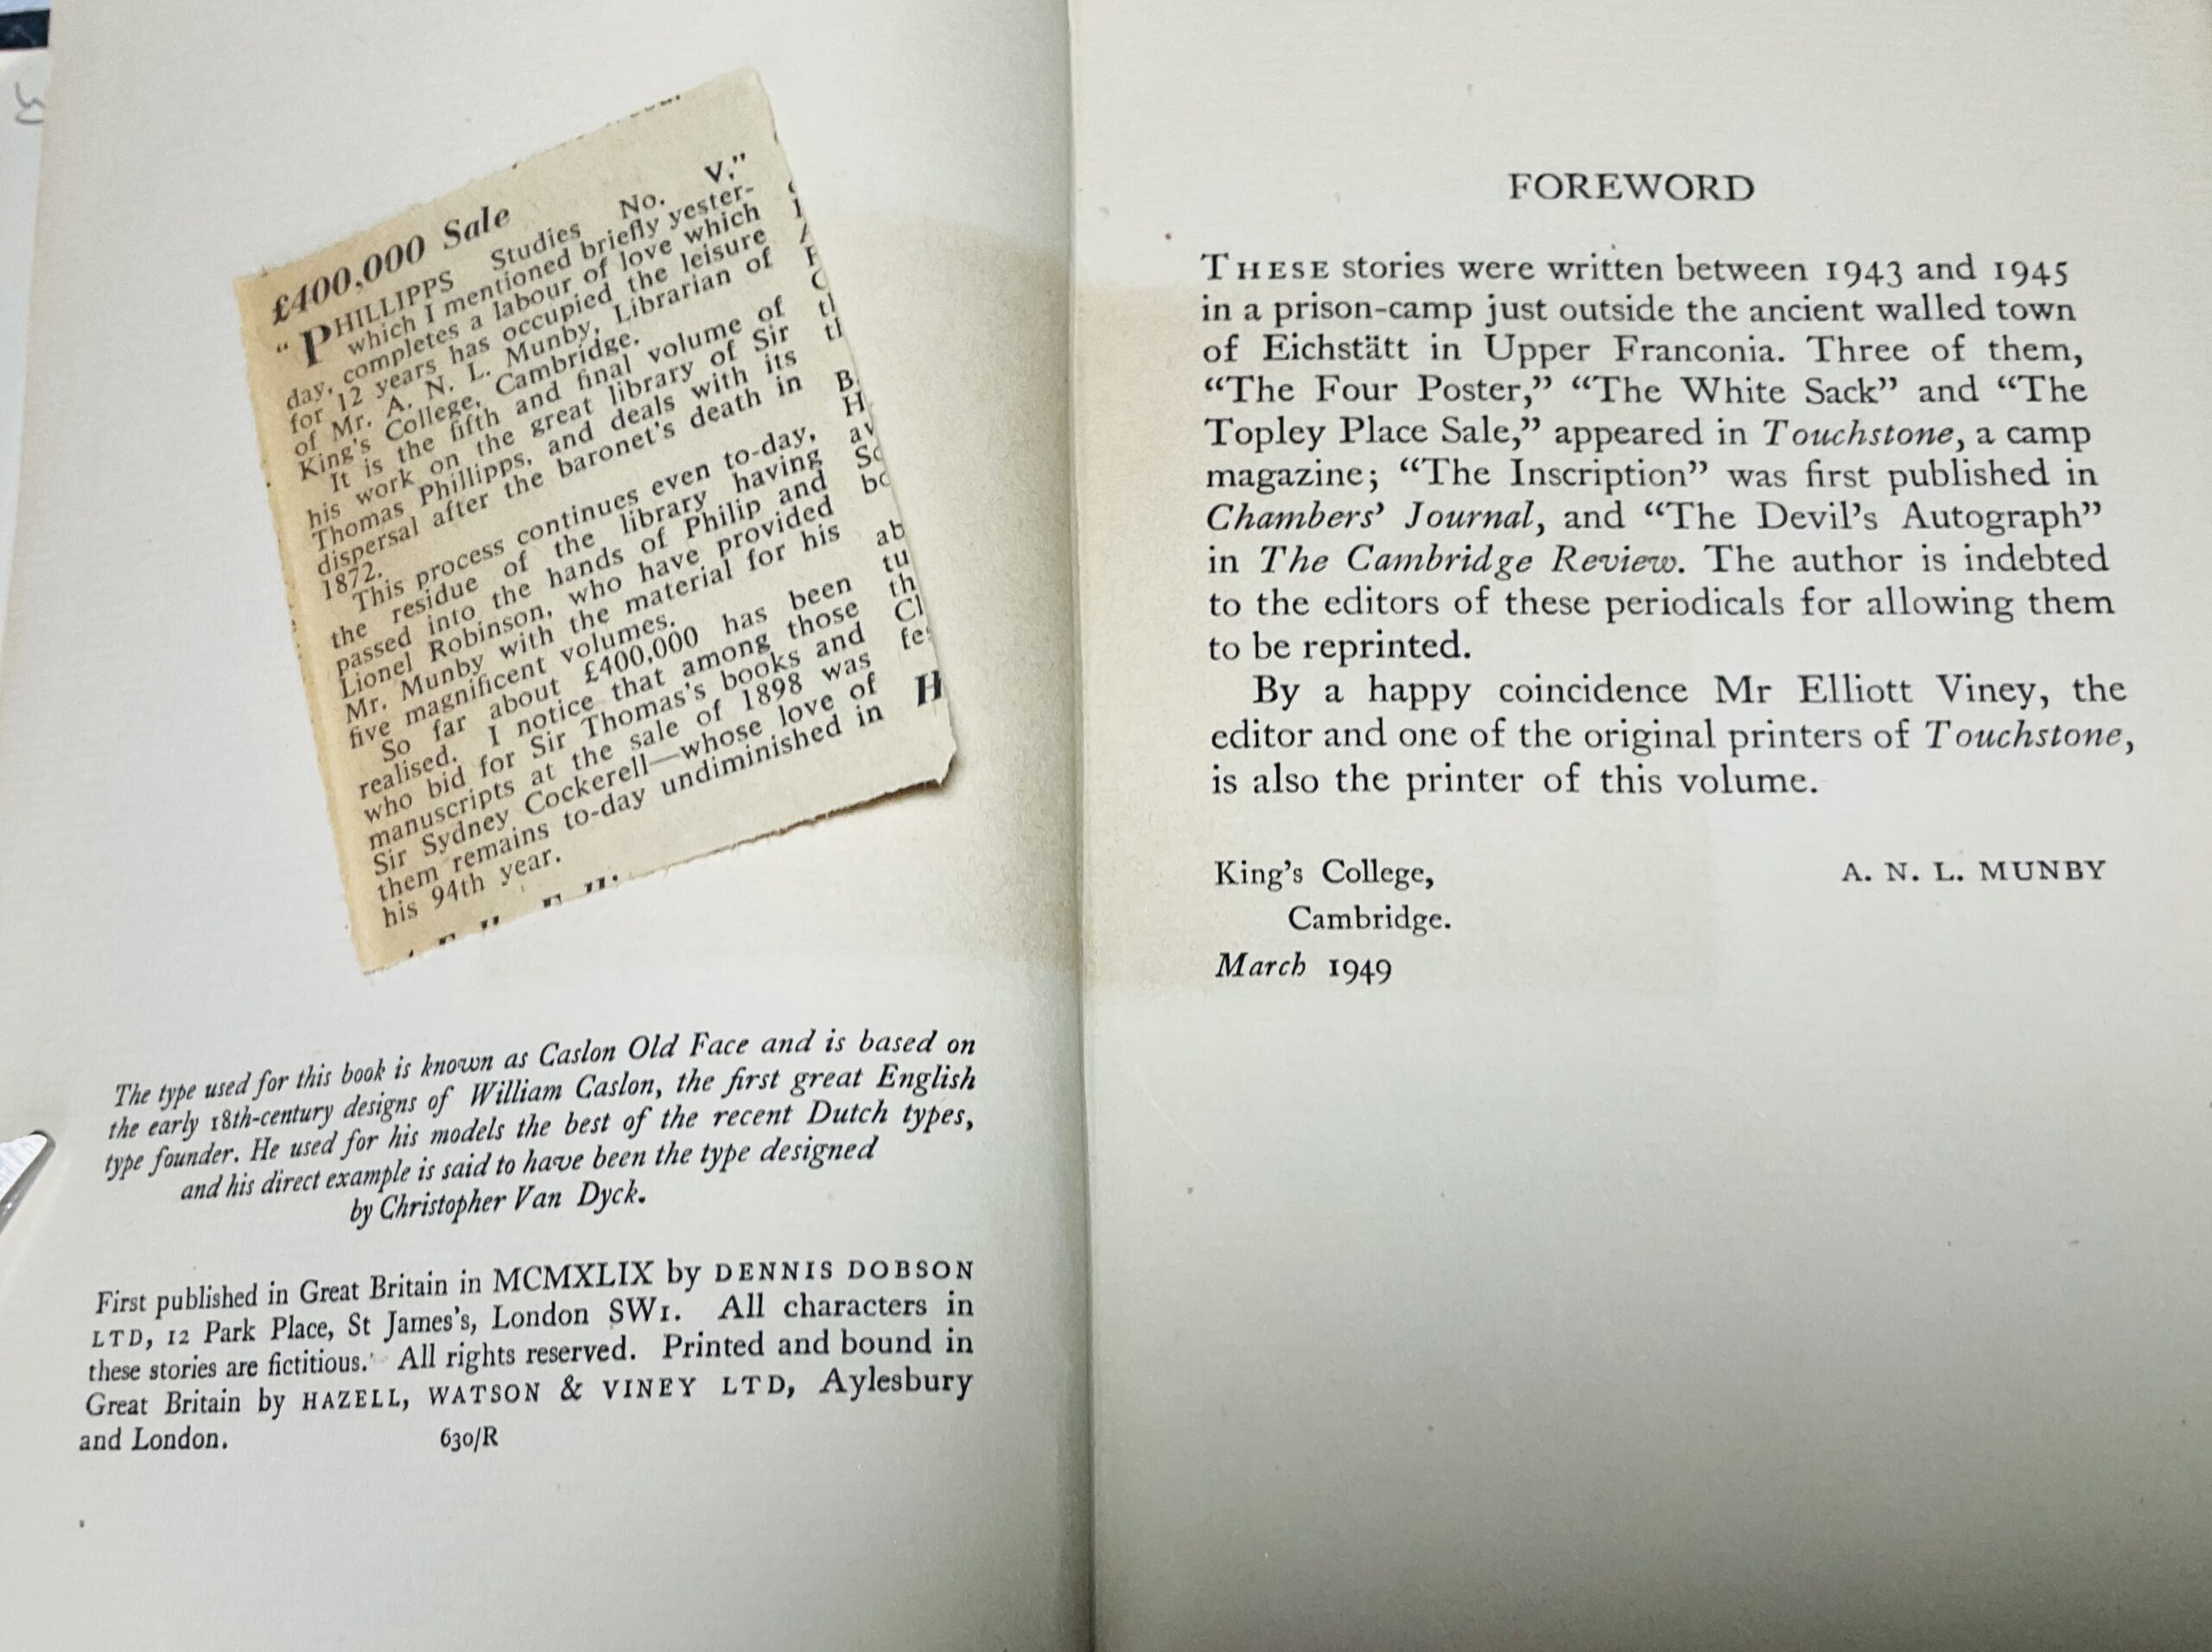 £400,000 Sale
"PHILLIPPS Studies No. V,"
which I mentioned briefly yester-
day, completes a labour of love which
for 12 years has occupied the leisure
of Mr. A. N. L. Munby, Librarian of
King's College, Cambridge.
It is the fifth and final volume of
his work on the great library of Sir
Thomas Phillipps, and deals with its
dispersal after the baronet's death in
1872.
This process continues even to-day,
the residue of the library having
passed into the hands of Philip and
Lionel Robinson, who have provided
Mr. Munby with the material for his
five magnificent volumes.
So far about £400,000 has been
realised. I notice that among those
who bid for Sir Thomas's books and
manuscripts at the sale of 1898 was
Sir Sydney Cockerell—whose love of
them remains to-day undiminished in
his 94th year.
The type used for this book is known as Caslon Old Face and is based on
the early 18th-century designs of William Caslon, the first great English
type founder. He used for his models the best of the recent Dutch types,
and his direct example is said to have been the type designed
by Christopher Van Dyck.
First published in Great Britain in MCMXLIX by DENNIS DOBSON
LTD, 12 Park Place, St James's, London SW1. All characters in
these stories are fictitious. All rights reserved. Printed and bound in
Great Britain by HAZELL, WATSON & VINEY LTD, Aylesbury
and London. 630/R
FOREWORD
THESE stories were written between 1943 and 1945
in a prison-camp just outside the ancient walled town
of Eichstätt in Upper Franconia. Three of them,
"The Four Poster," "The White Sack" and "The
Topley Place Sale," appeared in Touchstone, a camp
magazine; "The Inscription" was first published in
Chambers' Journal, and "The Devil's Autograph"
in The Cambridge Review. The author is indebted
to the editors of these periodicals for allowing them
to be reprinted.
By a happy coincidence Mr Elliott Viney, the
editor and one of the original printers of Touchstone,
is also the printer of this volume.
King's College, A. N. L. MUNBY
Cambridge.
March 1949